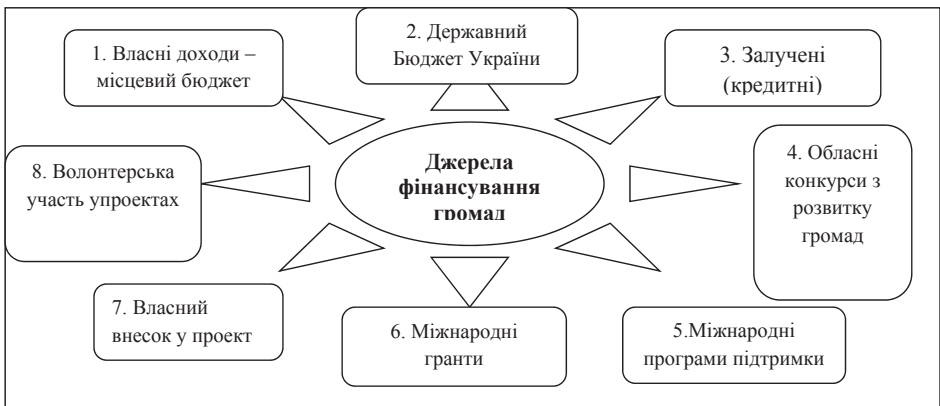 1. Власні доходи –
місцевий бюджет
2. Державний
Бюджет України
3. Залучені
(кредитні)
8. Волонтерська
участь упроектах
Джерела
фінансування
громад
4. Обласні
конкурси з
розвитку
громад
7. Власний
внесок у проект
6. Міжнародні
гранти
5.Міжнародні
програми підтримки